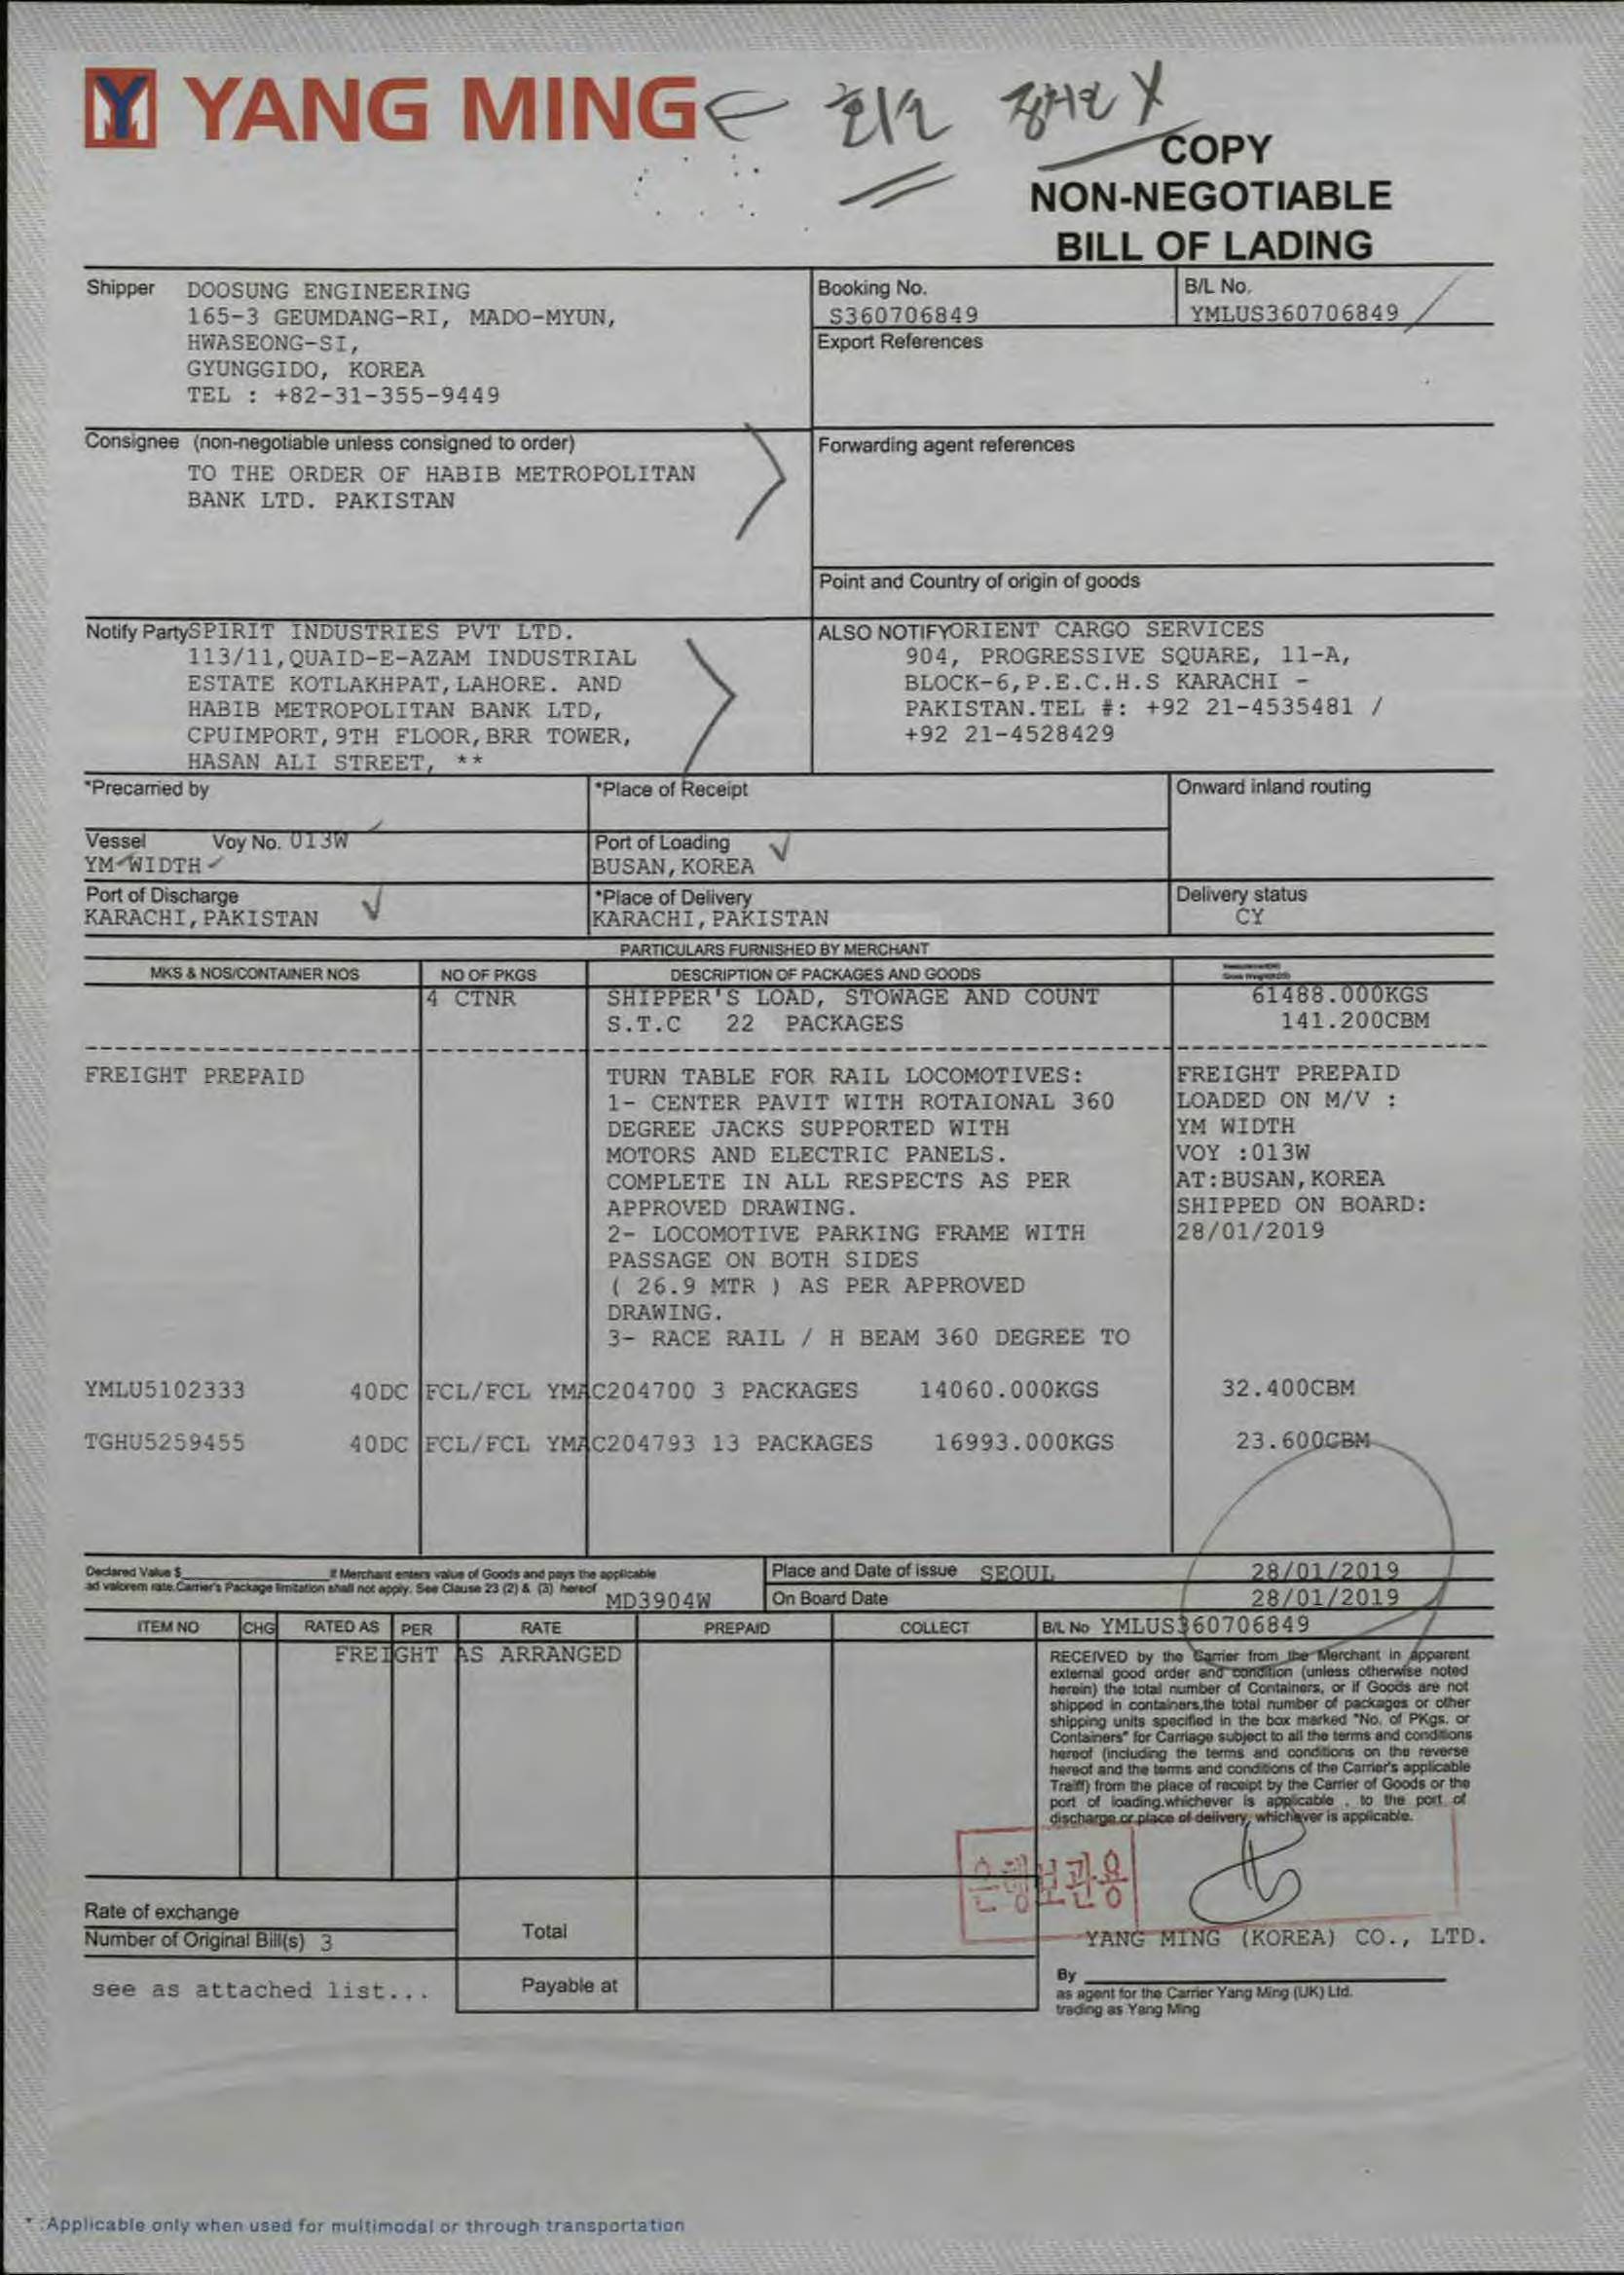 YANG MING
COPY
NON-NEGOTIABLE
BILL OF LADING
Shipper DOOSUNG ENGINEERING
165-3 GEUMDANG-RI, MADO-MYUN,
HWASEONG-SI,
GYUNGGIDO, KOREA
TEL : +82-31-355-9449
Booking No.
S360706849
B/L No.
YMLUS360706849
Export References
Consignee (non-negotiable unless consigned to order)
TO THE ORDER OF HABIB METROPOLITAN
BANK LTD. PAKISTAN
Forwarding agent references
Point and Country of origin of goods
Notify Party SPIRIT INDUSTRIES PVT LTD.
113/11,QUAID-E-AZAM INDUSTRIAL
ESTATE KOTLAKHPAT,LAHORE. AND
HABIB METROPOLITAN BANK LTD,
CPUIMPORT,9TH FLOOR,BRR TOWER,
HASAN ALI STREET, **
ALSO NOTIFY ORIENT CARGO SERVICES
904, PROGRESSIVE SQUARE, 11-A,
BLOCK-6,P.E.C.H.S KARACHI -
PAKISTAN.TEL #: +92 21-4535481 /
+92 21-4528429
*Precarried by
*Place of Receipt
Onward inland routing
Vessel Voy No. 013W
YM WIDTH
Port of Loading
BUSAN,KOREA
Port of Discharge
KARACHI,PAKISTAN
*Place of Delivery
KARACHI,PAKISTAN
Delivery status
CY
PARTICULARS FURNISHED BY MERCHANT
MKS & NOS/CONTAINER NOS NO OF PKGS DESCRIPTION OF PACKAGES AND GOODS
4 CTNR SHIPPER'S LOAD, STOWAGE AND COUNT 61488.000KGS
S.T.C 22 PACKAGES 141.200CBM
FREIGHT PREPAID TURN TABLE FOR RAIL LOCOMOTIVES: FREIGHT PREPAID
1- CENTER PAVIT WITH ROTAIONAL 360 LOADED ON M/V :
DEGREE JACKS SUPPORTED WITH YM WIDTH
MOTORS AND ELECTRIC PANELS. VOY :013W
COMPLETE IN ALL RESPECTS AS PER AT:BUSAN,KOREA
APPROVED DRAWING. SHIPPED ON BOARD:
2- LOCOMOTIVE PARKING FRAME WITH 28/01/2019
PASSAGE ON BOTH SIDES
( 26.9 MTR ) AS PER APPROVED
DRAWING.
3- RACE RAIL / H BEAM 360 DEGREE TO
YMLU5102333 40DC FCL/FCL YMAC204700 3 PACKAGES 14060.000KGS 32.400CBM
TGHU5259455 40DC FCL/FCL YMAC204793 13 PACKAGES 16993.000KGS 23.600CBM
Declared Value $ If Merchant enters value of Goods and pays the applicable
ad valorem rate.Carrier's Package limitation shall not apply. See Clause 23 (2) & (3) hereof MD3904W
Place and Date of issue SEOUL 28/01/2019
On Board Date 28/01/2019
ITEM NO CHG RATED AS PER RATE PREPAID COLLECT B/L No YMLUS360706849
FREIGHT AS ARRANGED
RECEIVED by the Carrier from the Merchant in apparent
external good order and condition (unless otherwise noted
herein) the total number of Containers, or if Goods are not
shipped in containers,the total number of packages or other
shipping units specified in the box marked "No. of PKgs. or
Containers" for Carriage subject to all the terms and conditions
hereof (including the terms and conditions on the reverse
hereof and the terms and conditions of the Carrier's applicable
Traiff) from the place of receipt by the Carrier of Goods or the
port of loading.whichever is applicable , to the port of
discharge or place of delivery, whichever is applicable.
은행보관용
Rate of exchange
Number of Original Bill(s) 3
Total
YANG MING (KOREA) CO., LTD.
see as attached list...
Payable at
By
as agent for the Carrier Yang Ming (UK) Ltd.
trading as Yang Ming
* :Applicable only when used for multimodal or through transportation